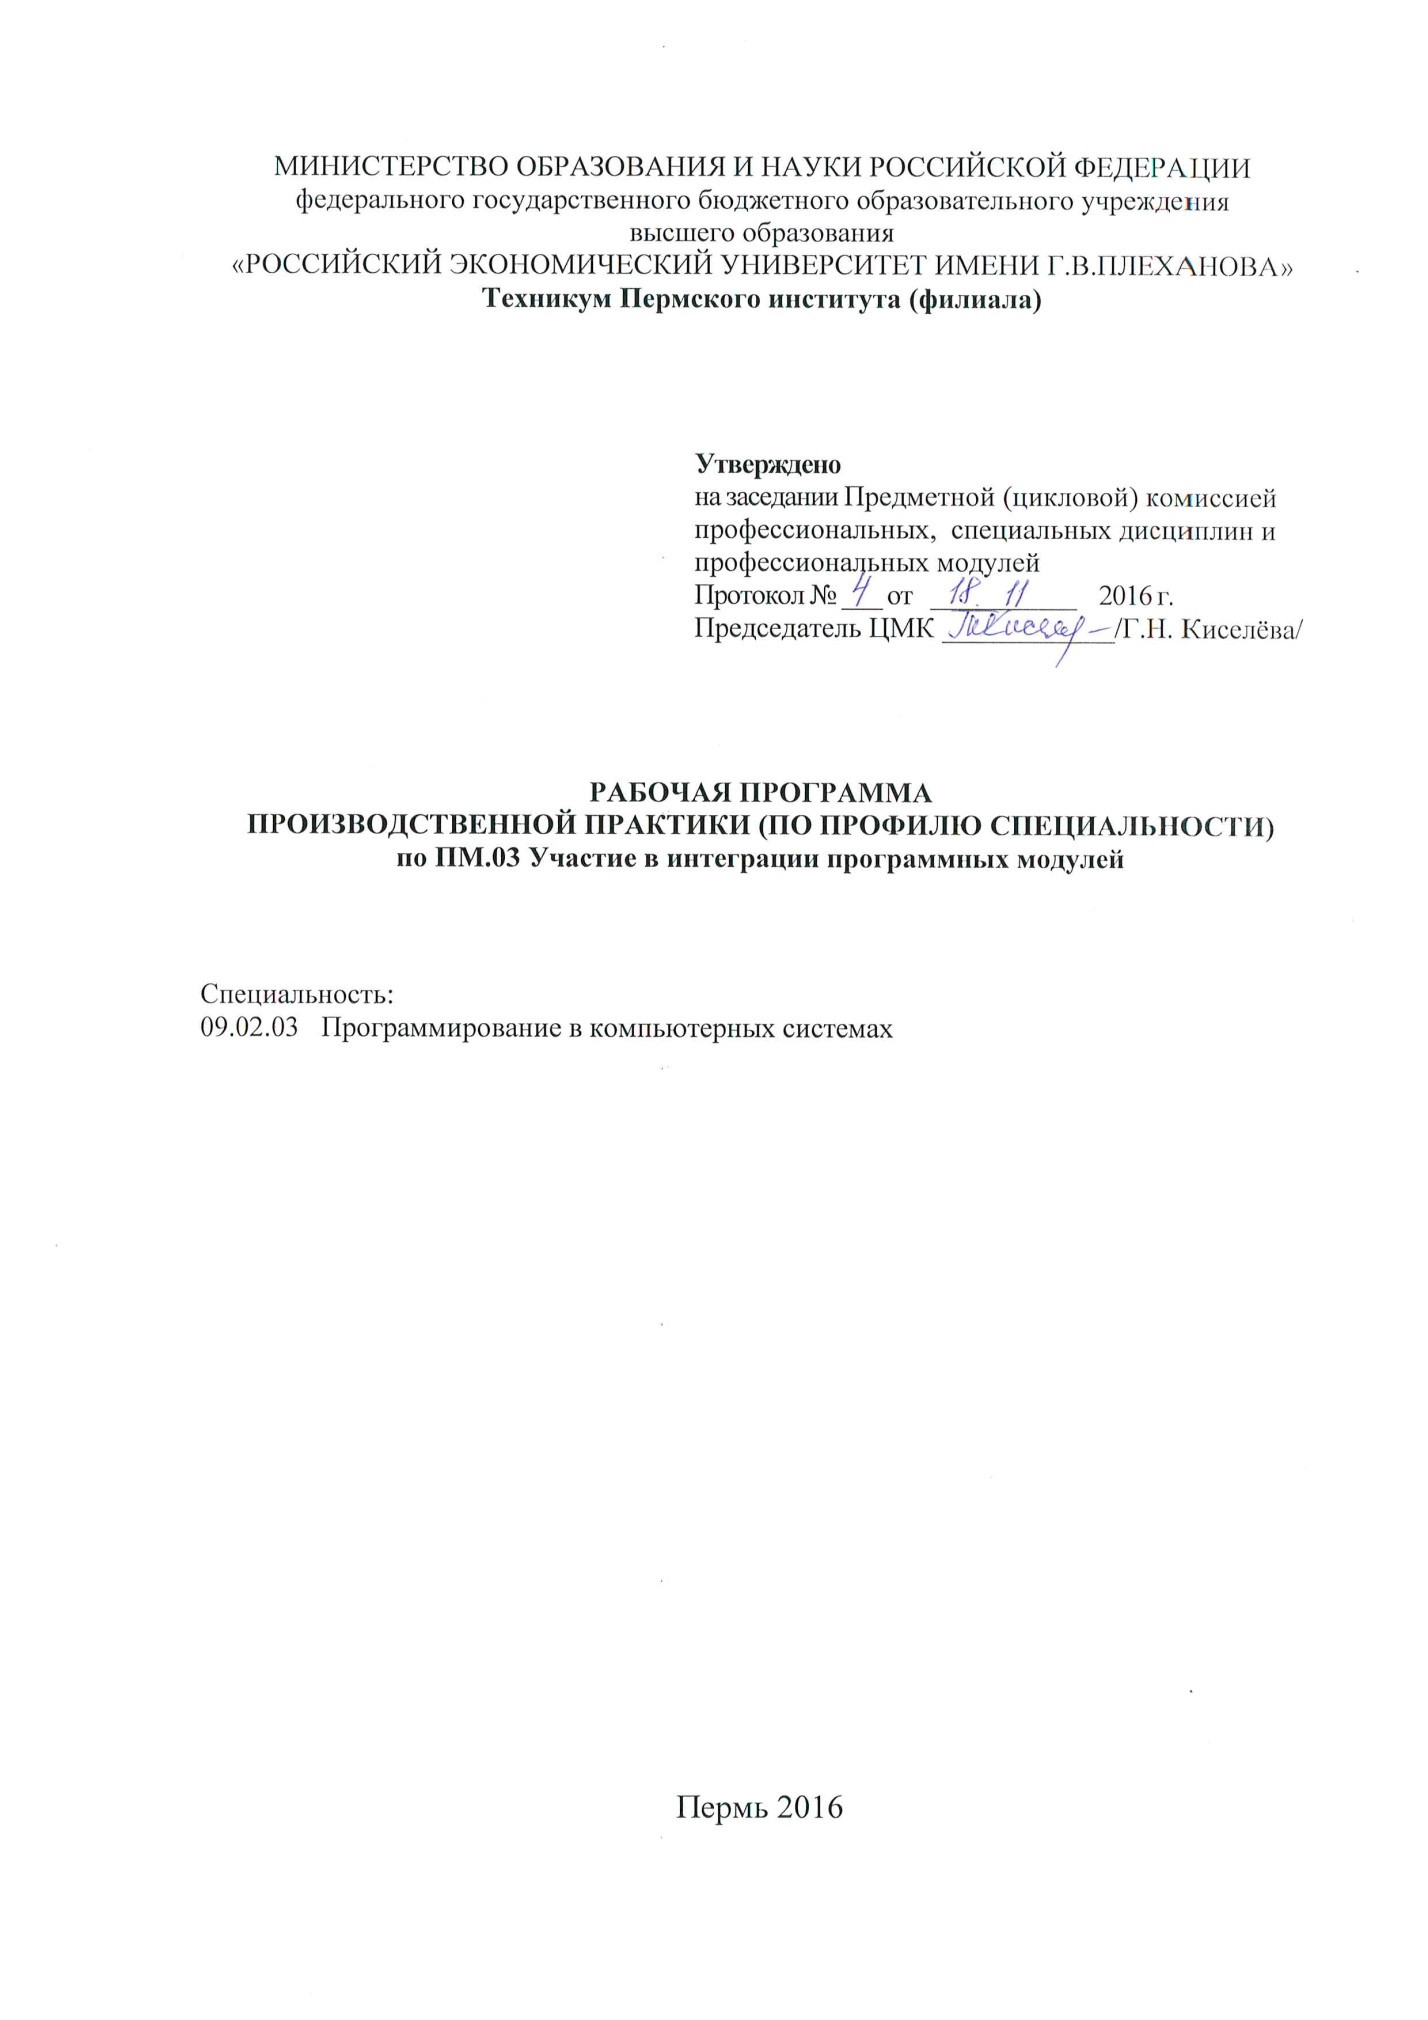 МИНИСТЕРСТВО ОБРАЗОВАНИЯ И НАУКИ РОССИЙСКОЙ ФЕДЕРАЦИИ
федерального государственного бюджетного образовательного учреждения
высшего образования
«РОССИЙСКИЙ ЭКОНОМИЧЕСКИЙ УНИВЕРСИТЕТ ИМЕНИ Г.В.ПЛЕХАНОВА»
Техникум Пермского института (филиала)
Утверждено
на заседании Предметной (цикловой) комиссией
профессиональных, специальных дисциплин и
профессиональных модулей
Протокол № 4 от 18. 11 2016 г.
Председатель ЦМК /Г.Н. Киселёва/
РАБОЧАЯ ПРОГРАММА
ПРОИЗВОДСТВЕННОЙ ПРАКТИКИ (ПО ПРОФИЛЮ СПЕЦИАЛЬНОСТИ)
по ПМ.03 Участие в интеграции программных модулей
Специальность:
09.02.03 Программирование в компьютерных системах
Пермь 2016